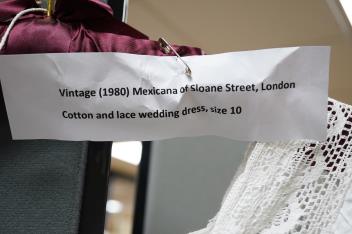 Vintage (1980) Mexicana of Sloane Street, London
Cotton and lace wedding dress, size 10